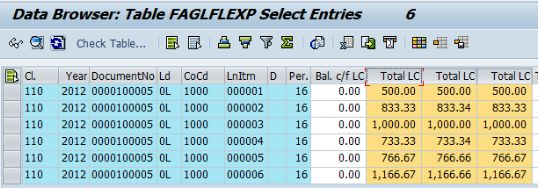 Data Browser: Table FAGLFLEXP Select Entries 6
Check Table...
Cl. Year DocumentNo Ld CoCd LnItm D Per. Bal. c/f LC Total LC Total LC Total LC
110 2012 0000100005 0L 1000 000001 16 0.00 500.00 500.00 500.00
110 2012 0000100005 0L 1000 000002 16 0.00 833.33 833.34 833.33
110 2012 0000100005 0L 1000 000003 16 0.00 1,000.00 1,000.00 1,000.00
110 2012 0000100005 0L 1000 000004 16 0.00 733.33 733.34 733.33
110 2012 0000100005 0L 1000 000005 16 0.00 766.67 766.66 766.67
110 2012 0000100005 0L 1000 000006 16 0.00 1,166.67 1,166.66 1,166.67